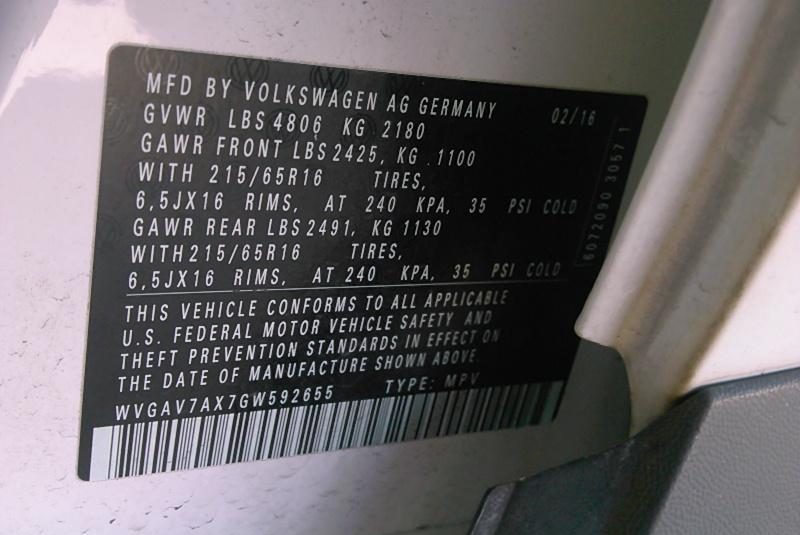 MFD BY VOLKSWAGEN AG GERMANY 02/16
GVWR LBS 4806 KG 2180
GAWR FRONT LBS 2425, KG .1100
WITH 215/65R16 TIRES,
6,5JX16 RIMS, AT 240 KPA, 35 PSI COLD
GAWR REAR LBS 2491, KG 1130
WITH 215/65R16 TIRES,
6,5JX16 RIMS, AT 240 KPA, 35 PSI COLD
THIS VEHICLE CONFORMS TO ALL APPLICABLE
U.S. FEDERAL MOTOR VEHICLE SAFETY AND
THEFT PREVENTION STANDARDS IN EFFECT ON
THE DATE OF MANUFACTURE SHOWN ABOVE.
WVGAV7AX7GW592655 TYPE: MPV
6072090 3057 1